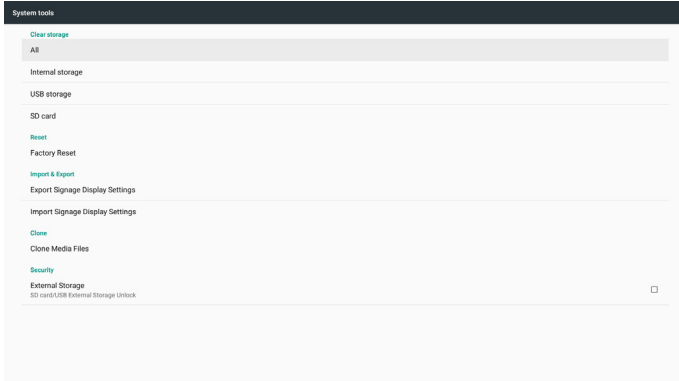 System tools
Clear storage
All
Internal storage
USB storage
SD card
Reset
Factory Reset
Import & Export
Export Signage Display Settings
Import Signage Display Settings
Clone
Clone Media Files
Security
External Storage
SD card/USB External Storage Unlock